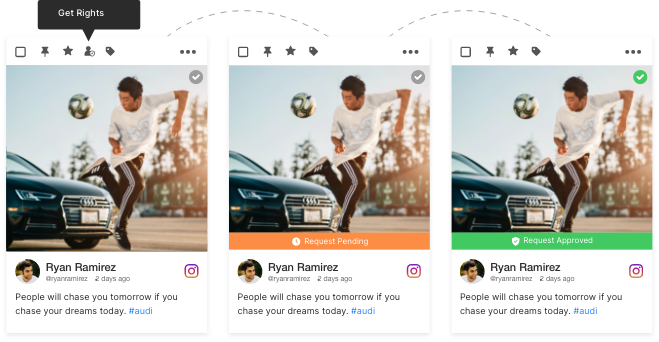 Get Rights
Ryan Ramirez
@ryanramirez 2 days ago
People will chase you tomorrow if you
chase your dreams today. #audi
Request Pending
Ryan Ramirez
@ryanramirez 2 days ago
People will chase you tomorrow if you
chase your dreams today. #audi
Request Approved
Ryan Ramirez
@ryanramirez 2 days ago
People will chase you tomorrow if you
chase your dreams today. #audi